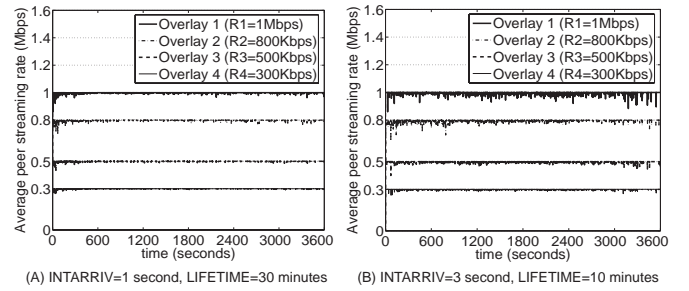 Average peer streaming rate (Mbps)
1.6
1.4
1.2
1
0.8
0.5
0.3
0
Overlay 1 (R1=1Mbps)
Overlay 2 (R2=800Kbps)
Overlay 3 (R3=500Kbps)
Overlay 4 (R4=300Kbps)
0 600 1200 1800 2400 3000 3600
time (seconds)
(A) INTARRIV=1 second, LIFETIME=30 minutes
Average peer streaming rate (Mbps)
1.6
1.4
1.2
1
0.8
0.5
0.3
0
Overlay 1 (R1=1Mbps)
Overlay 2 (R2=800Kbps)
Overlay 3 (R3=500Kbps)
Overlay 4 (R4=300Kbps)
0 600 1200 1800 2400 3000 3600
time (seconds)
(B) INTARRIV=3 second, LIFETIME=10 minutes